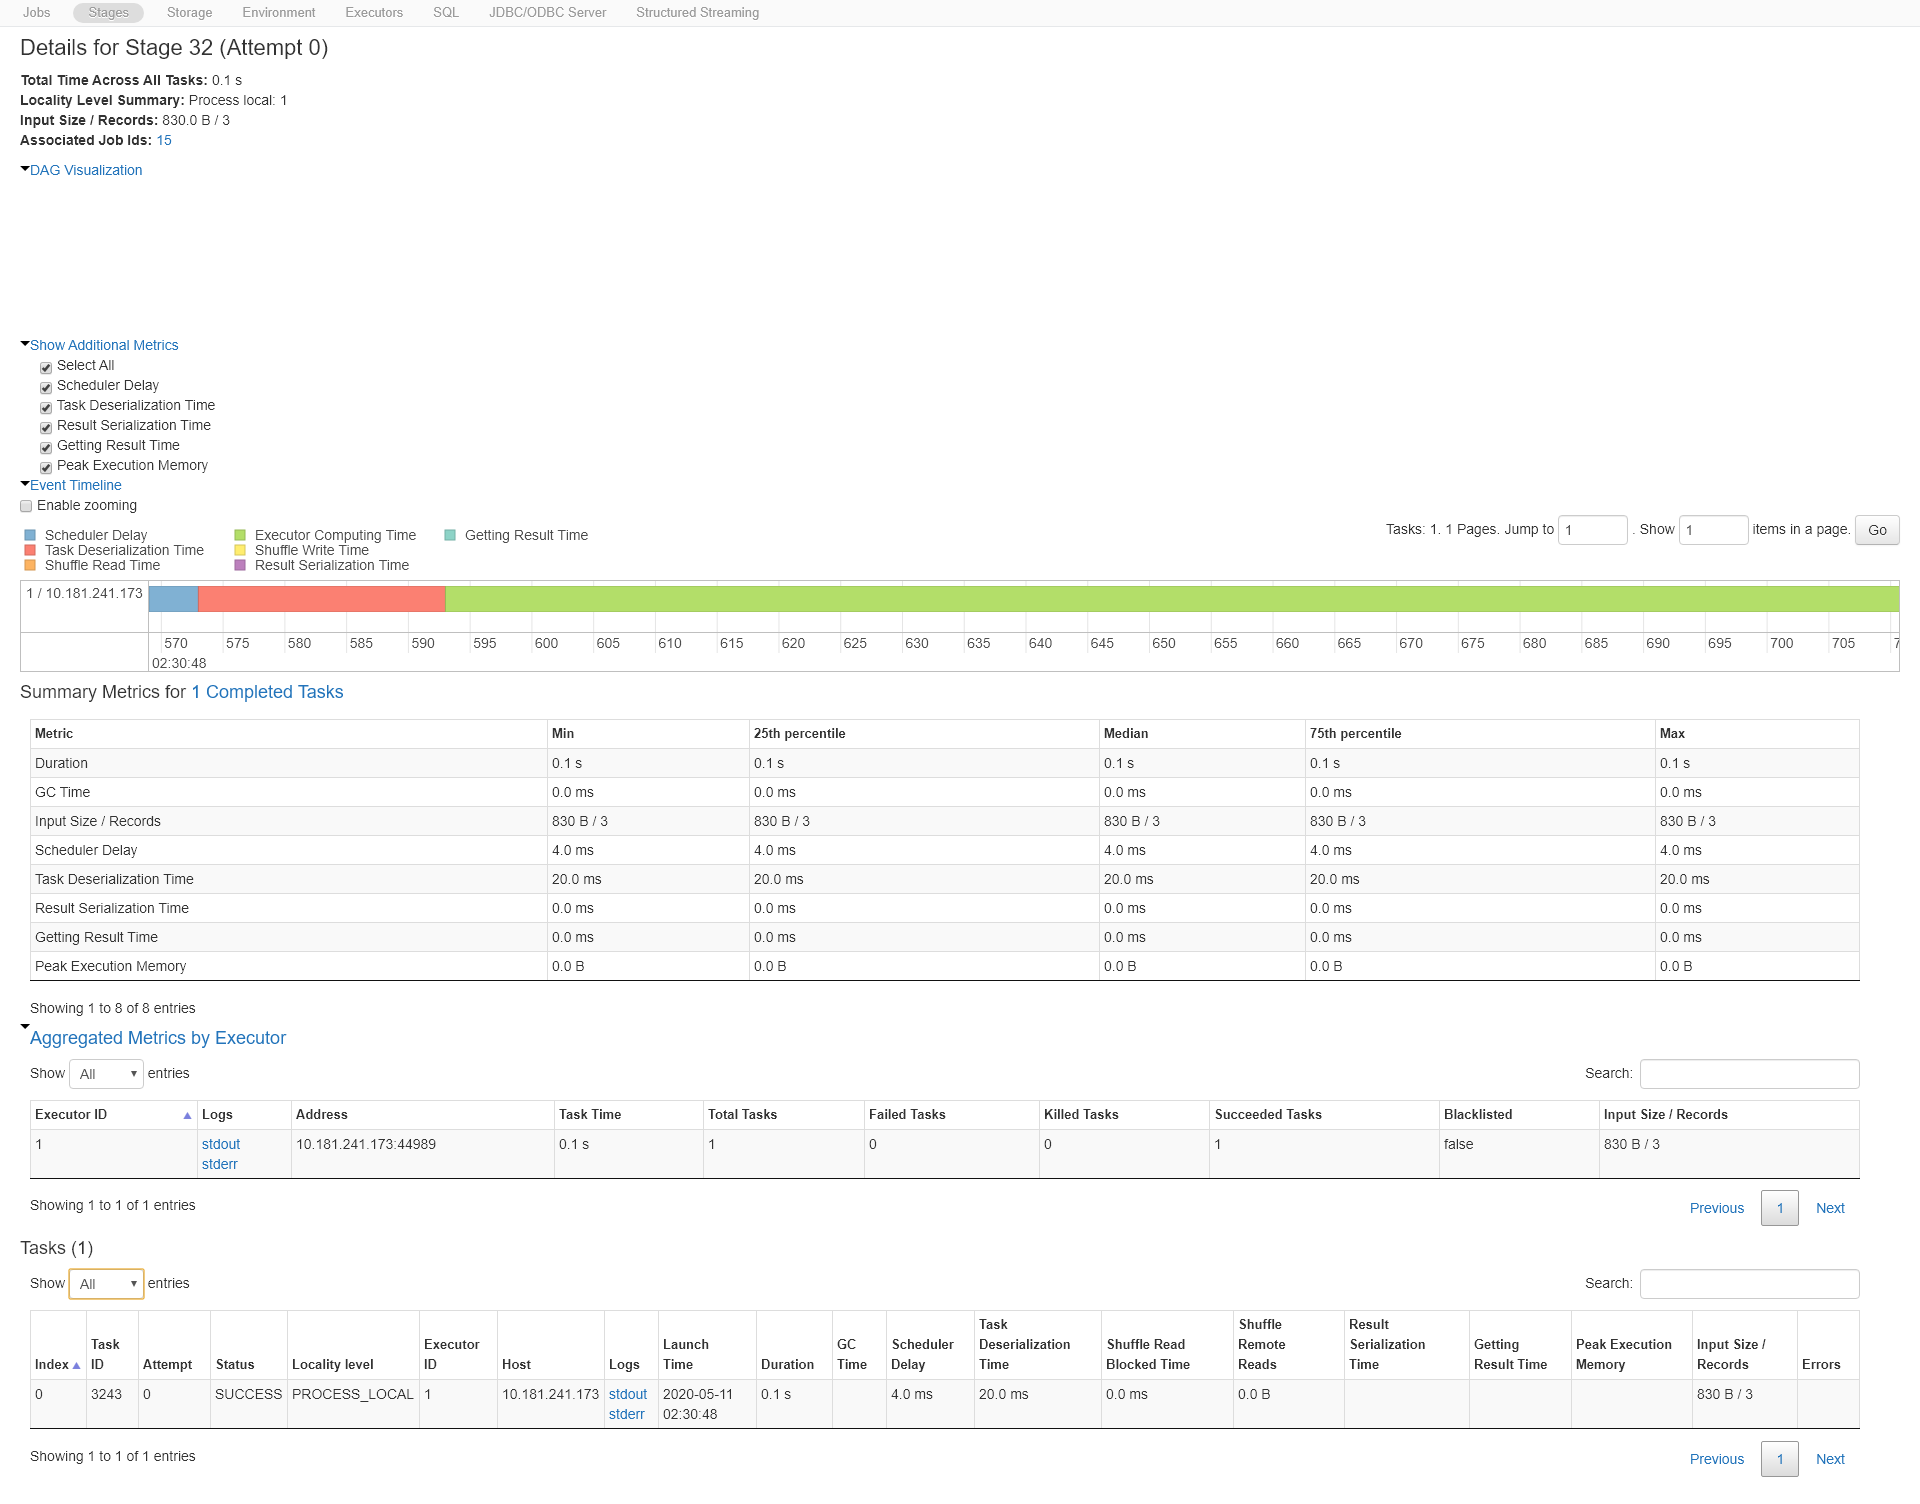 Jobs Stages Storage Environment Executors SQL JDBC/ODBC Server Structured Streaming
Details for Stage 32 (Attempt 0)
Total Time Across All Tasks: 0.1 s
Locality Level Summary: Process local: 1
Input Size / Records: 830.0 B / 3
Associated Job Ids: 15
DAG Visualization
Show Additional Metrics
Select All
Scheduler Delay
Task Deserialization Time
Result Serialization Time
Getting Result Time
Peak Execution Memory
Event Timeline
Enable zooming
Tasks: 1. 1 Pages. Jump to 1 . Show 1 items in a page. Go
Scheduler Delay Executor Computing Time Getting Result Time
Task Deserialization Time Shuffle Write Time
Shuffle Read Time Result Serialization Time
1 / 10.181.241.173
570 575 580 585 590 595 600 605 610 615 620 625 630 635 640 645 650 655 660 665 670 675 680 685 690 695 700 705
02:30:48
Summary Metrics for 1 Completed Tasks
Metric Min 25th percentile Median 75th percentile Max
Duration 0.1 s 0.1 s 0.1 s 0.1 s 0.1 s
GC Time 0.0 ms 0.0 ms 0.0 ms 0.0 ms 0.0 ms
Input Size / Records 830 B / 3 830 B / 3 830 B / 3 830 B / 3 830 B / 3
Scheduler Delay 4.0 ms 4.0 ms 4.0 ms 4.0 ms 4.0 ms
Task Deserialization Time 20.0 ms 20.0 ms 20.0 ms 20.0 ms 20.0 ms
Result Serialization Time 0.0 ms 0.0 ms 0.0 ms 0.0 ms 0.0 ms
Getting Result Time 0.0 ms 0.0 ms 0.0 ms 0.0 ms 0.0 ms
Peak Execution Memory 0.0 B 0.0 B 0.0 B 0.0 B 0.0 B
Showing 1 to 8 of 8 entries
Aggregated Metrics by Executor
Show All entries Search:
Executor ID Logs Address Task Time Total Tasks Failed Tasks Killed Tasks Succeeded Tasks Blacklisted Input Size / Records
1 stdout 10.181.241.173:44989 0.1 s 1 0 0 1 false 830 B / 3
stderr
Showing 1 to 1 of 1 entries
Previous 1 Next
Tasks (1)
Show All entries Search:
Index Task ID Attempt Status Locality level Executor ID Host Logs Launch Time Duration GC Time Scheduler Delay Task Deserialization Time Shuffle Read Blocked Time Shuffle Remote Reads Result Serialization Time Getting Result Time Peak Execution Memory Input Size / Records Errors
0 3243 0 SUCCESS PROCESS_LOCAL 1 10.181.241.173 stdout 2020-05-11 0.1 s 4.0 ms 20.0 ms 0.0 ms 0.0 B 830 B / 3
stderr 02:30:48
Showing 1 to 1 of 1 entries
Previous 1 Next